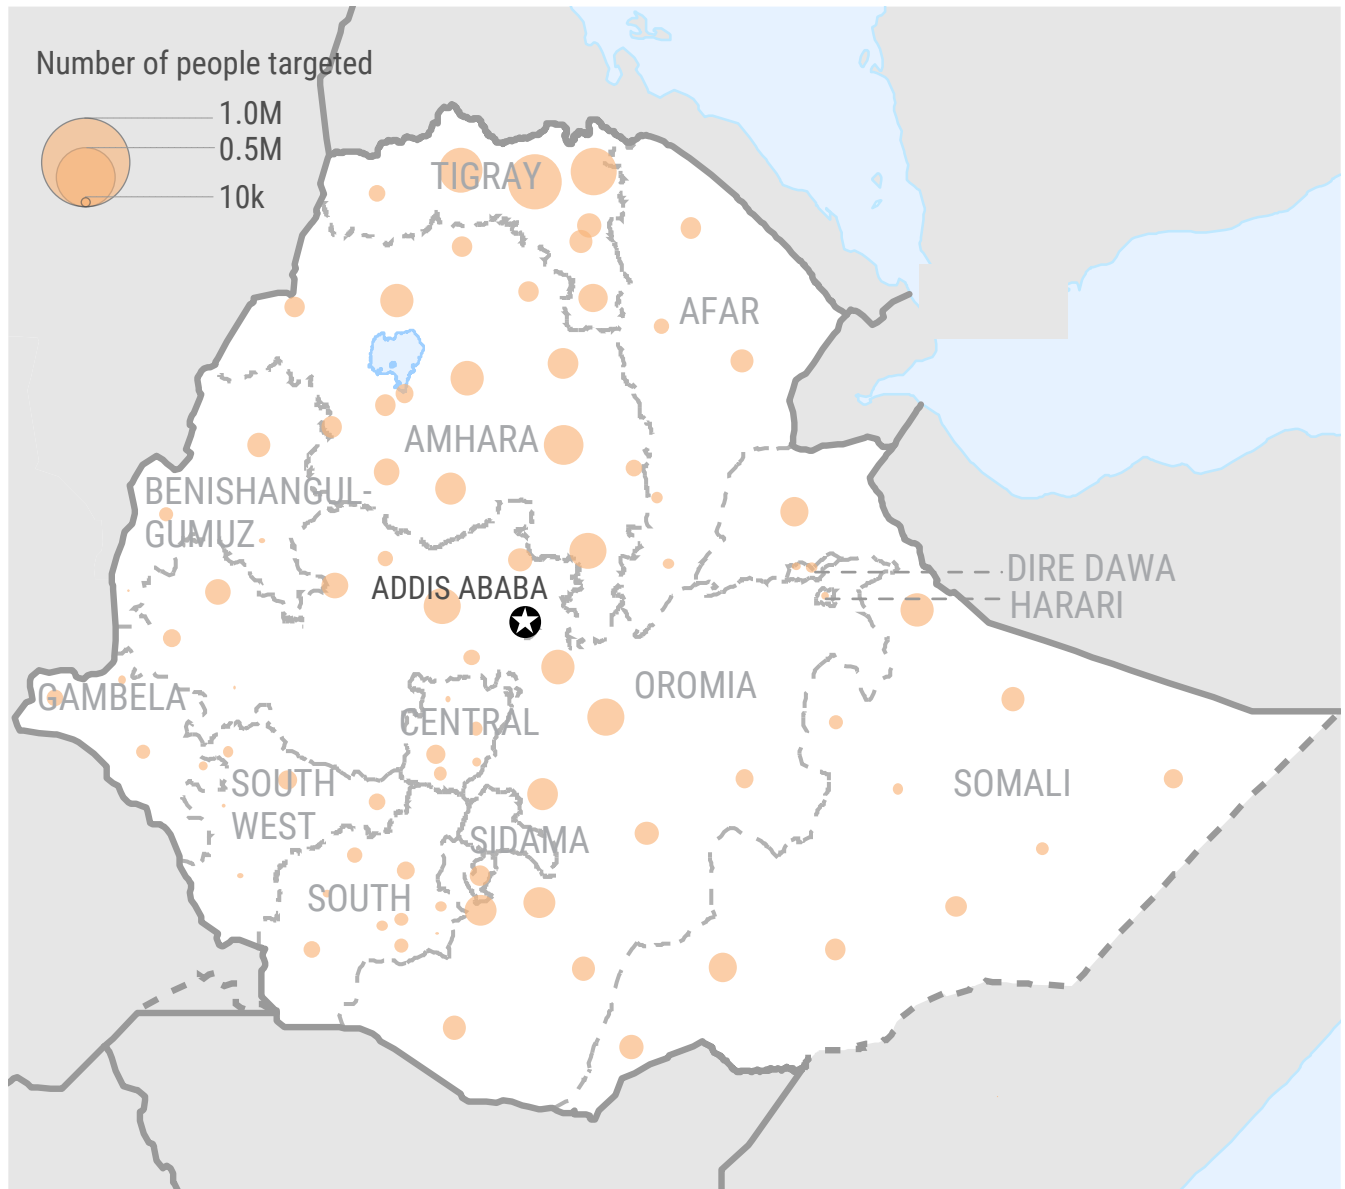 Number of people targeted
1.0M
0.5M
10k
TIGRAY
AFAR
AMHARA
BENISHANGUL-
GUMUZ
DIRE DAWA
ADDIS ABABA
HARARI
OROMIA
GAMBELA
CENTRAL
SOUTH
WEST
SOMALI
SIDAMA
SOUTH